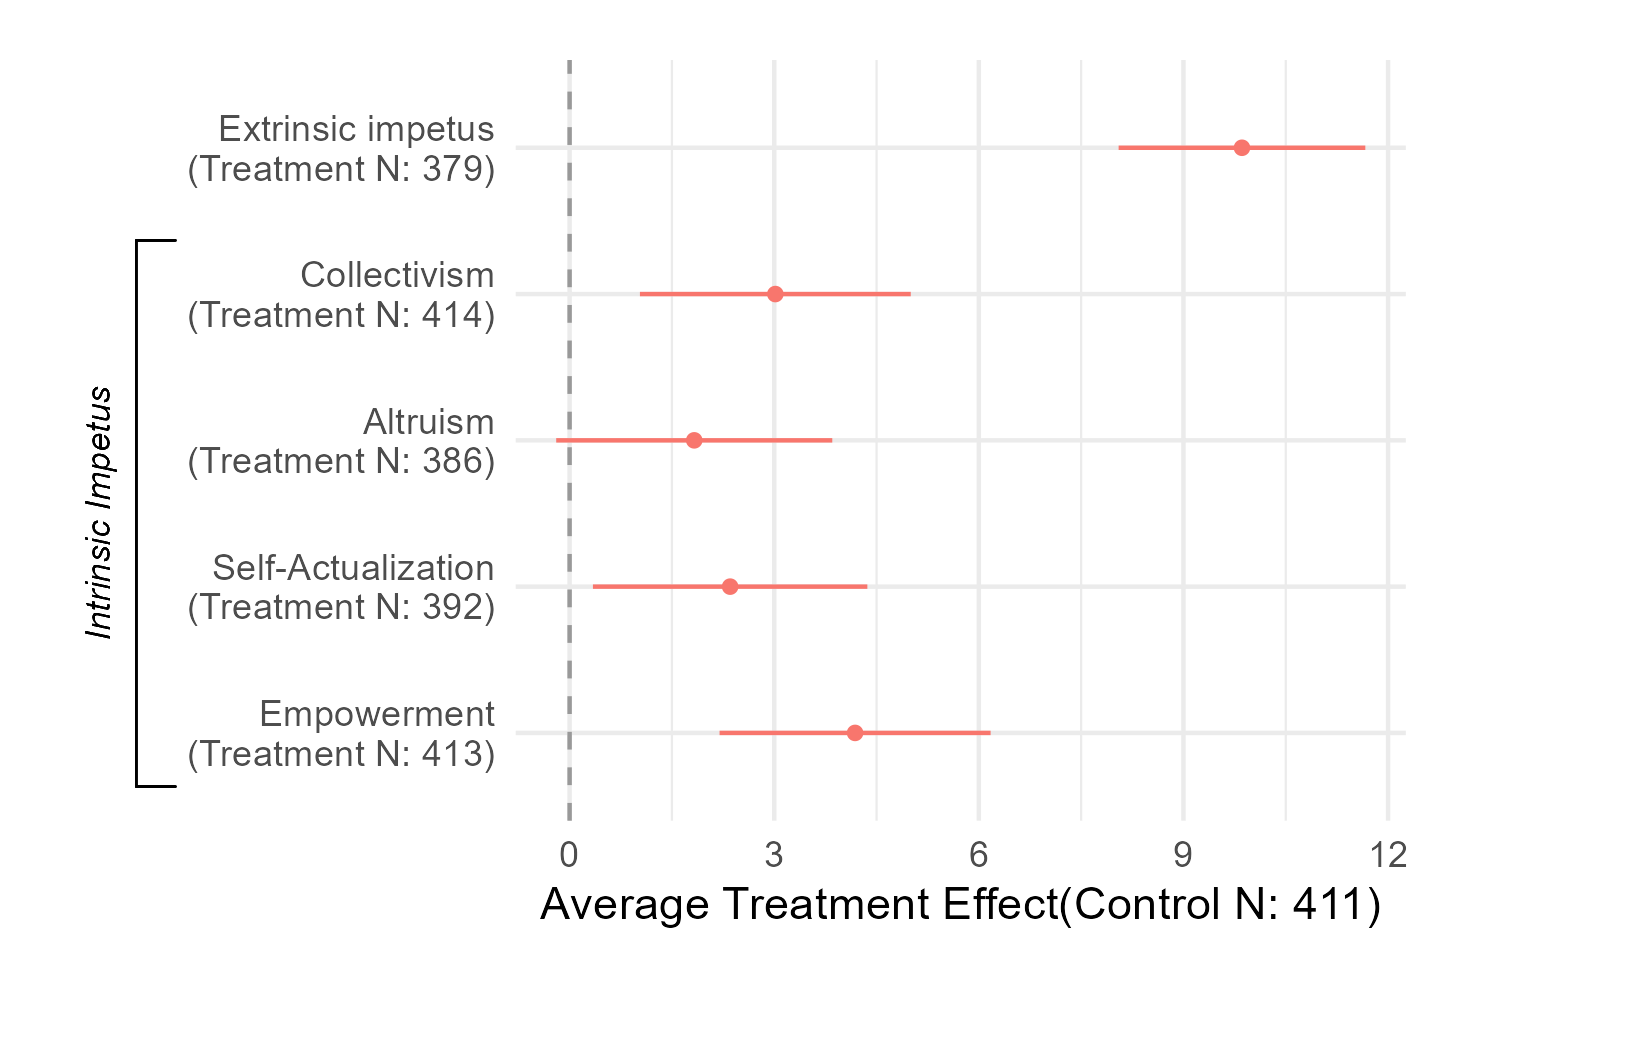 Extrinsic impetus
(Treatment N: 379)
Collectivism
(Treatment N: 414)
Altruism
(Treatment N: 386)
Self-Actualization
(Treatment N: 392)
Empowerment
(Treatment N: 413)
Intrinsic Impetus
0 3 6 9 12
Average Treatment Effect(Control N: 411)